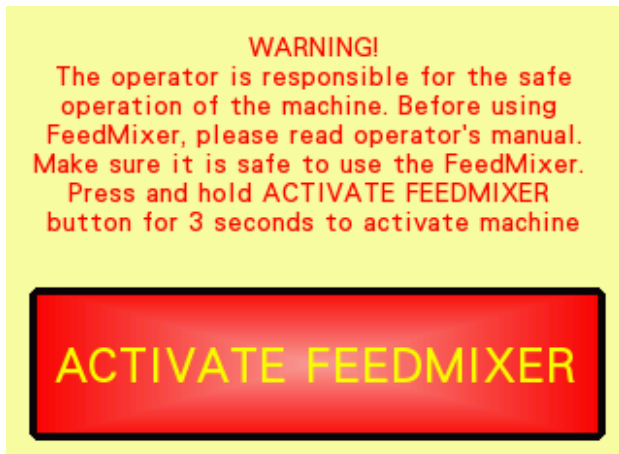 WARNING!
The operator is responsible for the safe
operation of the machine. Before using
FeedMixer, please read operator's manual.
Make sure it is safe to use the FeedMixer.
Press and hold ACTIVATE FEEDMIXER
button for 3 seconds to activate machine
ACTIVATE FEEDMIXER